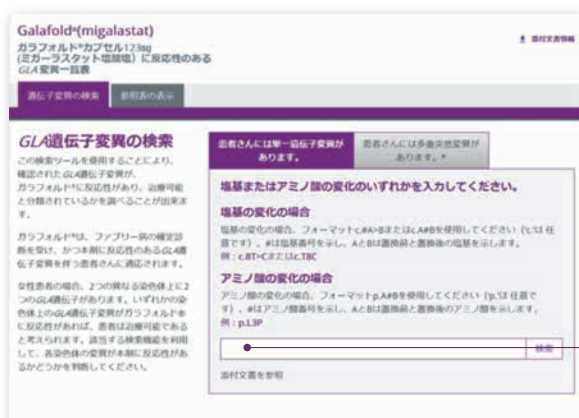 Galafold®(migalastat)
ガラフォルド®カプセル123mg
(ミガーラスタット塩酸塩) に反応性のある
GLA 変異一覧表
添付文書情報
遺伝子変異の検索
参照表の表示
GLA遺伝子変異の検索
この検索ツールを使用することにより、
確認されたGLA遺伝子変異が、
ガラフォルド®に反応性があり、治療可能
と分類されているかを調べることが出来ま
す。
ガラフォルド®は、ファブリー病の確定診
断を受け、かつ本剤に反応性のあるGLA遺
伝子変異を伴う患者さんに適応されます。
女性患者の場合、2つの異なる染色体上に2
つのGLA遺伝子があります。いずれかの染
色体上のGLA遺伝子変異がガラフォルド®
に反応性があれば、患者は治療可能である
と考えられます。該当する検索機能を利用
して、各染色体の変異が本剤に反応性があ
るかどうかを判断してください。
患者さんには単一遺伝子変異が
あります。
患者さんには多重突然変異が
あります。*
塩基またはアミノ酸の変化のいずれかを入力してください。
塩基の変化の場合
塩基の変化の場合、フォーマットc.#A>Bまたはc.A#Bを使用してください ('c.'は 任
意です) 。#は塩基番号を示し、AとBは置換前と置換後の塩基を示します。
例：c.8T>Cまたはc.T8C
アミノ酸の変化の場合
アミノ酸の変化の場合、フォーマットp.A#Bを使用してください ('p.'は 任意で
す) 。#はアミノ酸番号を示し、AとBは置換前と置換後のアミノ酸を示します。
例：p.L3P
検索
添付文書を参照